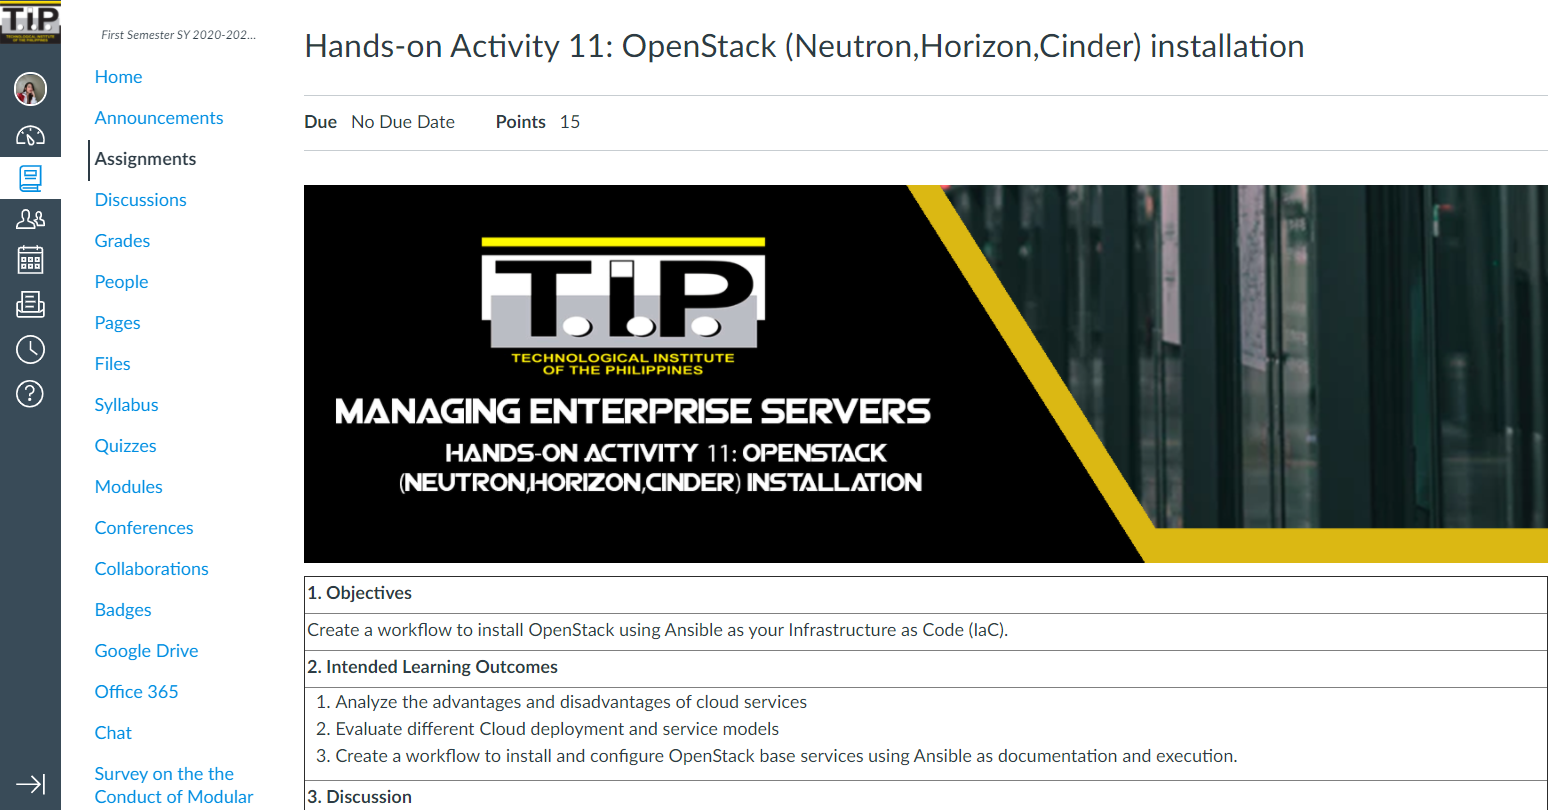 T.I.P
TECHNOLOGICAL INSTITUTE
OF THE PHILIPPINES
First Semester SY 2020-202...
Home
Announcements
Assignments
Discussions
Grades
People
Pages
Files
Syllabus
Quizzes
Modules
Conferences
Collaborations
Badges
Google Drive
Office 365
Chat
Survey on the the
Conduct of Modular
Hands-on Activity 11: OpenStack (Neutron,Horizon,Cinder) installation
Due No Due Date Points 15
T.I.P.
TECHNOLOGICAL INSTITUTE
OF THE PHILIPPINES
MANAGING ENTERPRISE SERVERS
HANDS-ON ACTIVITY 11: OPENSTACK
(NEUTRON,HORIZON,CINDER) INSTALLATION
1. Objectives
Create a workflow to install OpenStack using Ansible as your Infrastructure as Code (IaC).
2. Intended Learning Outcomes
1. Analyze the advantages and disadvantages of cloud services
2. Evaluate different Cloud deployment and service models
3. Create a workflow to install and configure OpenStack base services using Ansible as documentation and execution.
3. Discussion